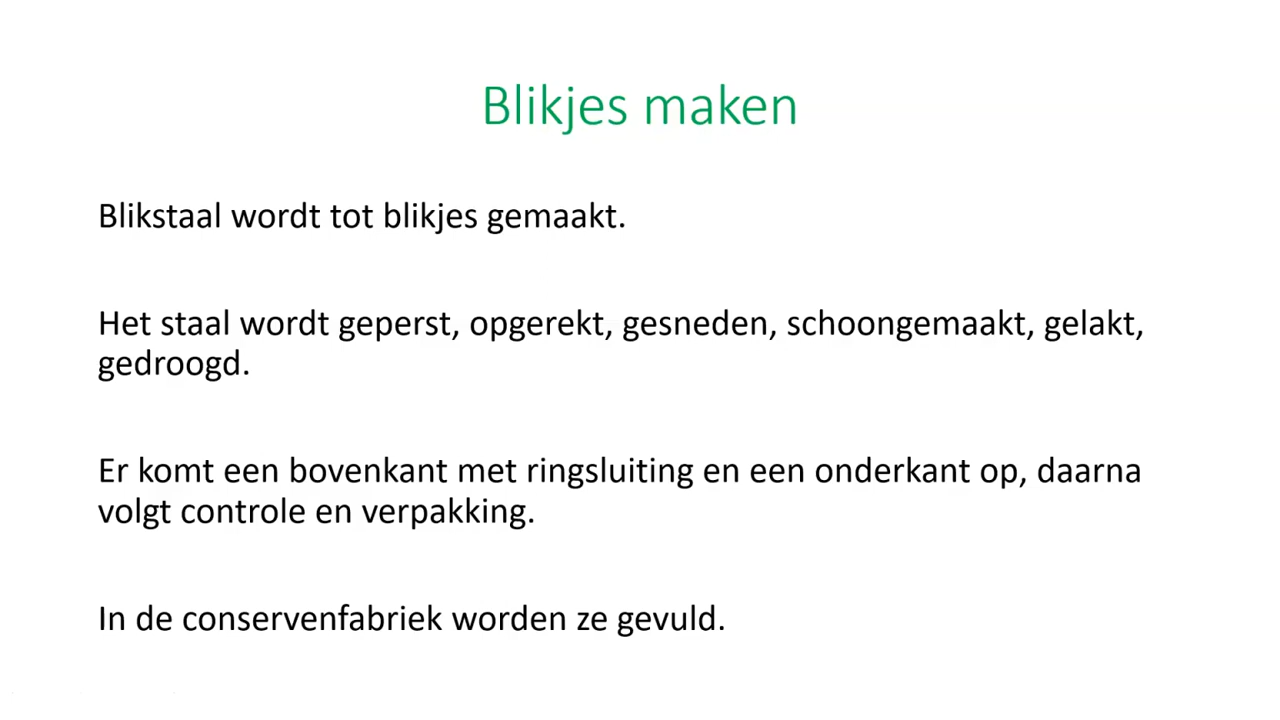 Blikjes maken
Blikstaal wordt tot blikjes gemaakt.
Het staal wordt geperst, opgerekt, gesneden, schoongemaakt, gelakt,
gedroogd.
Er komt een bovenkant met ringsluiting en een onderkant op, daarna
volgt controle en verpakking.
In de conservenfabriek worden ze gevuld.